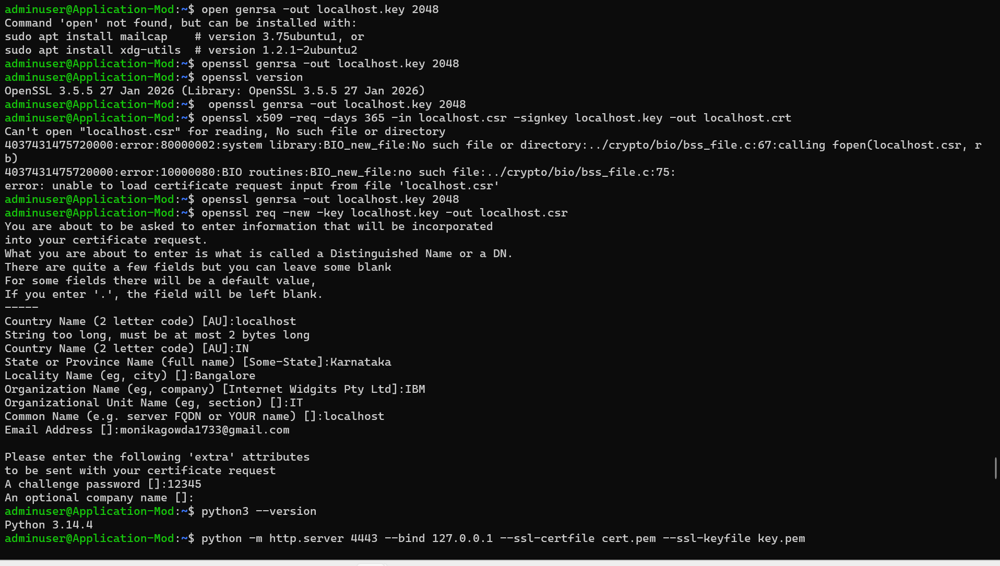 adminuser@Application-Mod:~$ open genrsa -out localhost.key 2048
Command 'open' not found, but can be installed with:
sudo apt install mailcap    # version 3.75ubuntu1, or
sudo apt install xdg-utils  # version 1.2.1-2ubuntu2
adminuser@Application-Mod:~$ openssl genrsa -out localhost.key 2048
adminuser@Application-Mod:~$ openssl version
OpenSSL 3.5.5 27 Jan 2026 (Library: OpenSSL 3.5.5 27 Jan 2026)
adminuser@Application-Mod:~$  openssl genrsa -out localhost.key 2048
adminuser@Application-Mod:~$ openssl x509 -req -days 365 -in localhost.csr -signkey localhost.key -out localhost.crt
Can't open "localhost.csr" for reading, No such file or directory
4037431475720000:error:80000002:system library:BIO_new_file:No such file or directory:../crypto/bio/bss_file.c:67:calling fopen(localhost.csr, r
b)
4037431475720000:error:10000080:BIO routines:BIO_new_file:no such file:../crypto/bio/bss_file.c:75:
error: unable to load certificate request input from file 'localhost.csr'
adminuser@Application-Mod:~$ openssl genrsa -out localhost.key 2048
adminuser@Application-Mod:~$ openssl req -new -key localhost.key -out localhost.csr
You are about to be asked to enter information that will be incorporated
into your certificate request.
What you are about to enter is what is called a Distinguished Name or a DN.
There are quite a few fields but you can leave some blank
For some fields there will be a default value,
If you enter '.', the field will be left blank.
-----
Country Name (2 letter code) [AU]:localhost
String too long, must be at most 2 bytes long
Country Name (2 letter code) [AU]:IN
State or Province Name (full name) [Some-State]:Karnataka
Locality Name (eg, city) []:Bangalore
Organization Name (eg, company) [Internet Widgits Pty Ltd]:IBM
Organizational Unit Name (eg, section) []:IT
Common Name (e.g. server FQDN or YOUR name) []:localhost
Email Address []:monikagowda1733@gmail.com

Please enter the following 'extra' attributes
to be sent with your certificate request
A challenge password []:12345
An optional company name []:
adminuser@Application-Mod:~$ python3 --version
Python 3.14.4
adminuser@Application-Mod:~$ python -m http.server 4443 --bind 127.0.0.1 --ssl-certfile cert.pem --ssl-keyfile key.pem